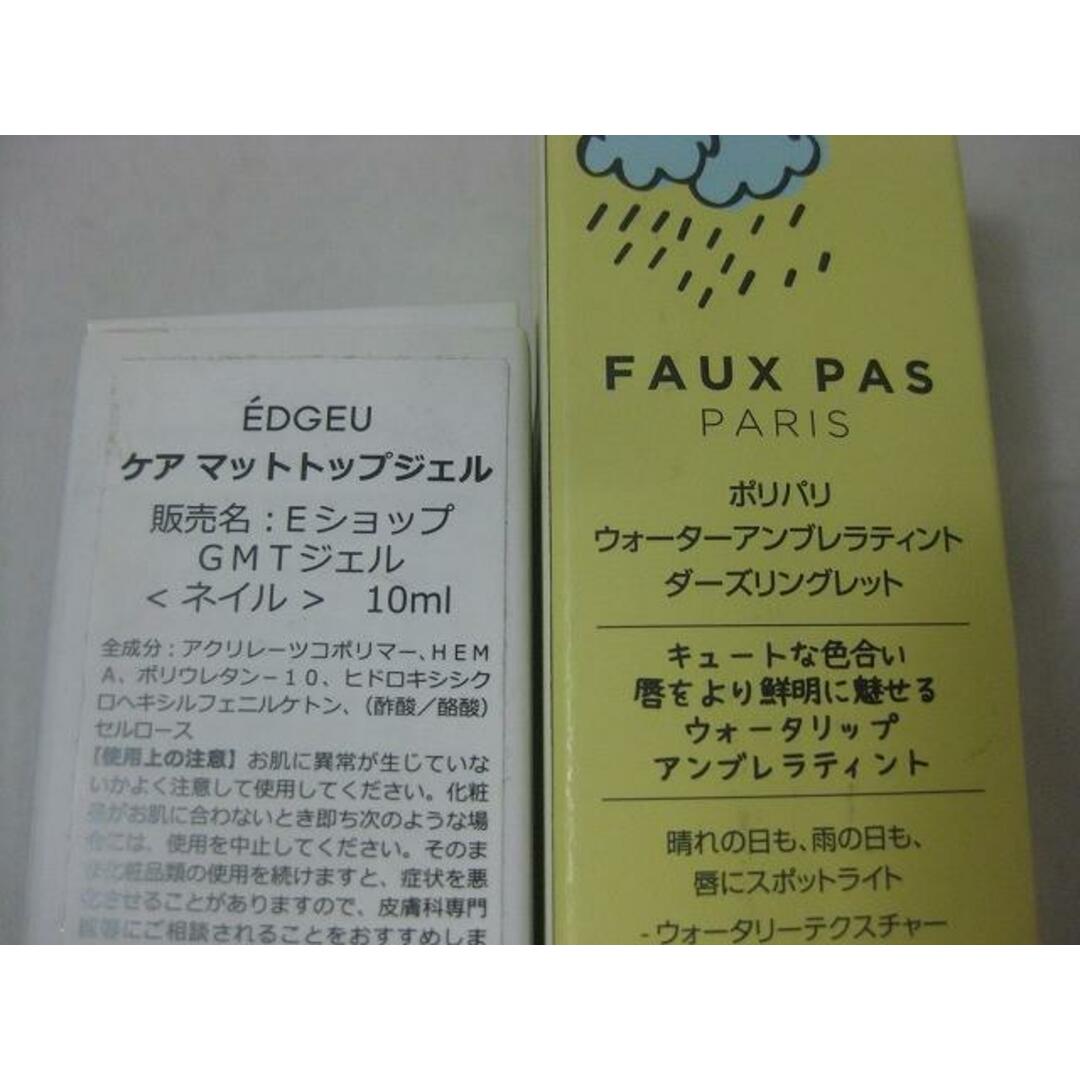 ÉDGEU
ケア マットトップジェル
販売名：Eショップ
GMTジェル
＜ネイル＞ 10ml
全成分：アクリレーツコポリマー、HEM
A、ポリウレタン－10、ヒドロキシシク
ロヘキシルフェニルケトン、（酢酸／酪酸）
セルロース
【使用上の注意】お肌に異常が生じていな
いかよく注意して使用してください。化粧
品がお肌に合わないとき即ち次のような場
合には、使用を中止してください。そのま
ま化粧品類の使用を続けますと、症状を悪
化させることがありますので、皮膚科専門
医等にご相談されることをおすすめしま
FAUX PAS
PARIS
ポリパリ
ウォーターアンブレラティント
ダーズリングレット
キュートな色合い
唇をより鮮明に魅せる
ウォータリップ
アンブレラティント
晴れの日も、雨の日も、
唇にスポットライト
-ウォータリーテクスチャー